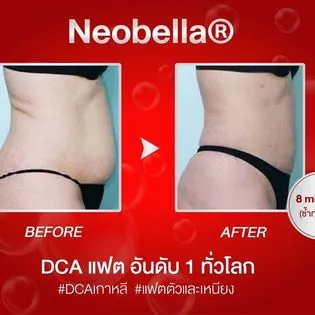 Neobella®
8 m
BEFORE
AFTER
DCA แฟต อันดับ 1 ทั่วโลก
#DCAเกาหลี #แฟตตัวและเหนียง